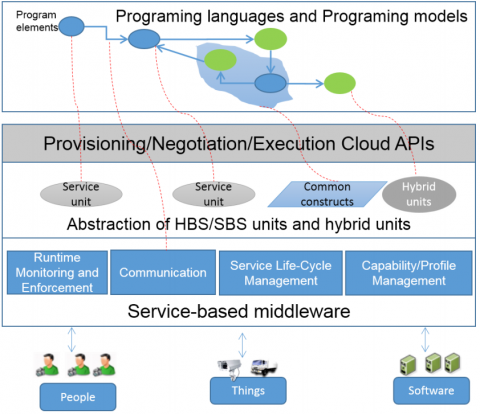 Programing languages and Programing models
Program
elements
Provisioning/Negotiation/Execution Cloud APIs
Service
unit
Service
unit
Common
constructs
Hybrid
units
Abstraction of HBS/SBS units and hybrid units
Runtime
Monitoring and
Enforcement
Communication
Service Life-Cycle
Management
Capability/Profile
Management
Service-based middleware
People
Things
Software